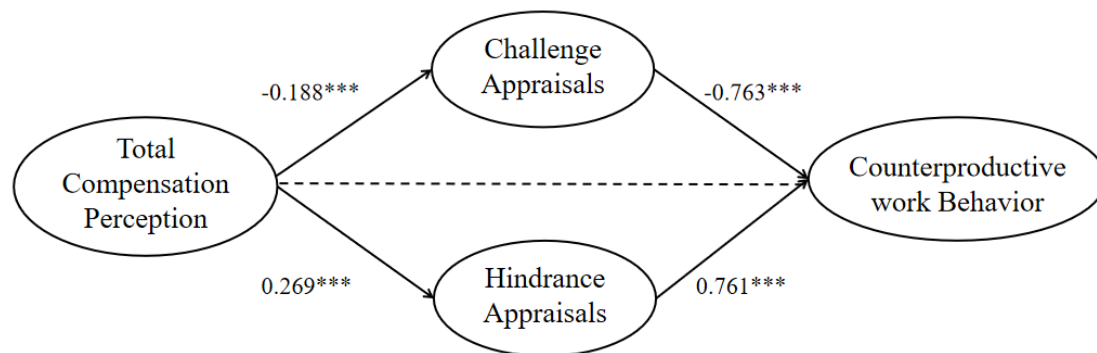 Challenge
Appraisals
-0.188***
-0.763***
Total
Compensation
Perception
Counterproductive
work Behavior
0.269***
Hindrance
Appraisals
0.761***